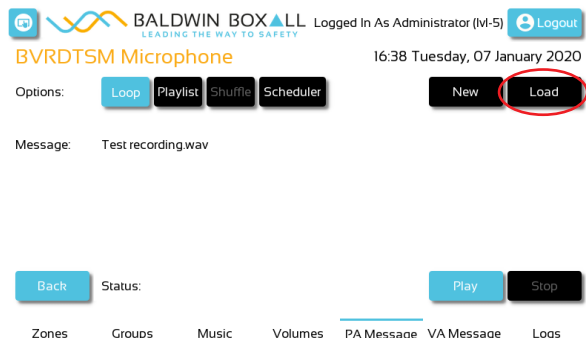 BALDWIN BOXALL Logged In As Administrator (lvl-5) Logout
LEADING THE WAY TO SAFETY
BVRDTSM Microphone 16:38 Tuesday, 07 January 2020
Options: Loop Playlist Shuffle Scheduler New Load
Message: Test recording.wav
Back Status: Play Stop
Zones Groups Music Volumes PA Message VA Message Logs